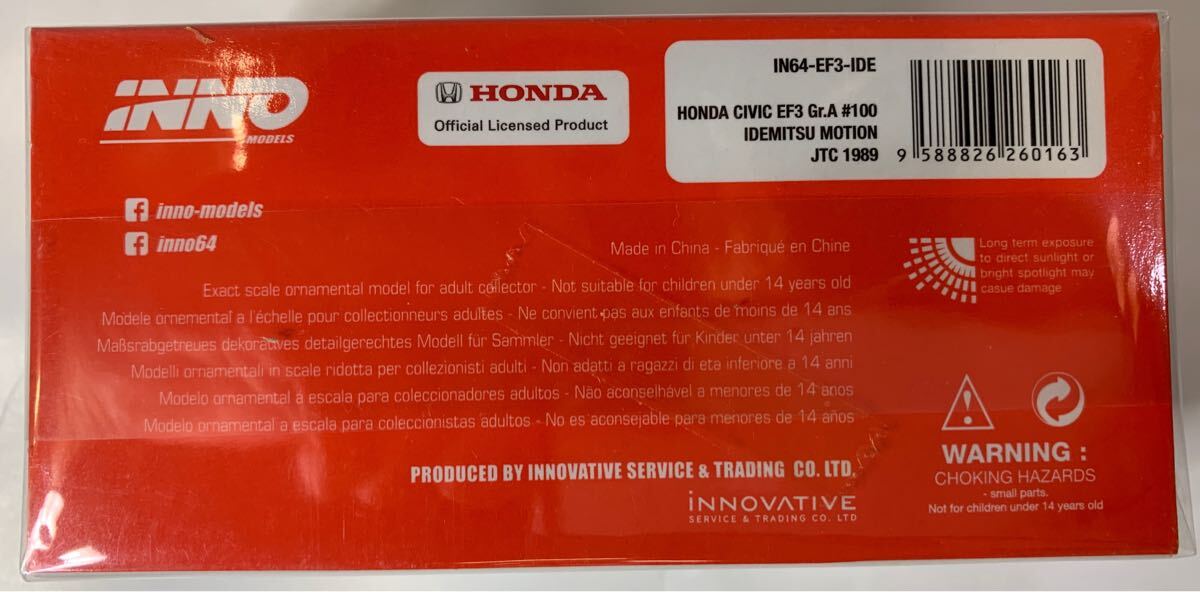 INNO
MODELS
HONDA
Official Licensed Product
IN64-EF3-IDE
HONDA CIVIC EF3 Gr.A #100
IDEMITSU MOTION
JTC 1989
9 588826 260163
inno-models
inno64
Made in China - Fabriqué en Chine
Long term exposure
to direct sunlight or
bright spotlight may
casue damage
Exact scale ornamental model for adult collector - Not suitable for children under 14 years old
Modele ornemental a l'échelle pour collectionneurs adultes - Ne convient pas aux enfants de moins de 14 ans
Maßsrabgetreues dekoratives detailgerechtes Modell für Sammler - Nicht geeignet für Kinder unter 14 jahren
Modelli ornamentali in scale ridotta per collezionisti adulti - Non adatti a ragazzi di eta inferiore a 14 anni
Modelo ornamental á escala para coleccionadores adultos - Não aconselhável a menores de 14 anos
Modelo ornamental a escala para coleccionistas adultos - No es aconsejable para menores de 14 años
PRODUCED BY INNOVATIVE SERVICE & TRADING CO. LTD.
INNOVATIVE
SERVICE & TRADING CO. LTD
WARNING :
CHOKING HAZARDS
- small parts.
Not for children under 14 years old